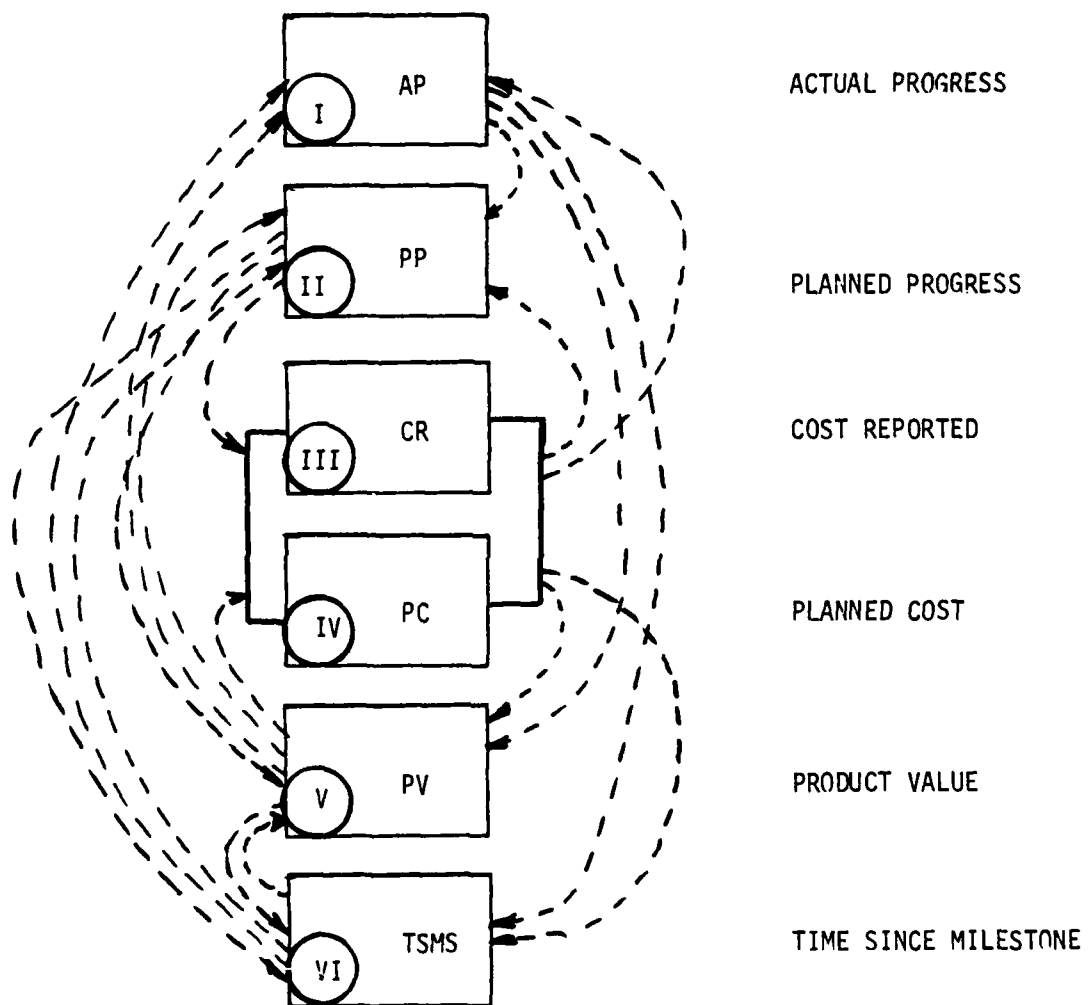 AP
I
ACTUAL PROGRESS
PP
II
PLANNED PROGRESS
CR
III
COST REPORTED
PC
IV
PLANNED COST
PV
V
PRODUCT VALUE
TSMS
VI
TIME SINCE MILESTONE